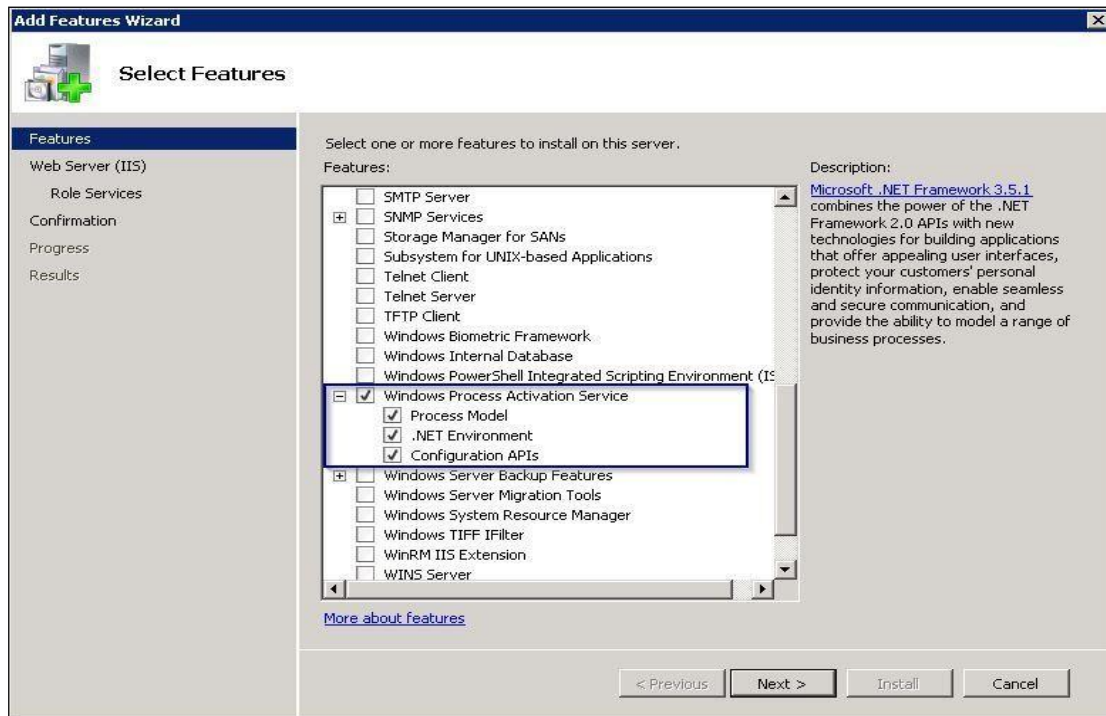 Add Features Wizard
Select Features
Features
Web Server (IIS)
Role Services
Confirmation
Progress
Results
Select one or more features to install on this server.
Features:
SMTP Server
SNMP Services
Storage Manager for SANs
Subsystem for UNIX-based Applications
Telnet Client
Telnet Server
TFTP Client
Windows Biometric Framework
Windows Internal Database
Windows PowerShell Integrated Scripting Environment (IS
Windows Process Activation Service
Process Model
.NET Environment
Configuration APIs
Windows Server Backup Features
Windows Server Migration Tools
Windows System Resource Manager
Windows TIFF IFilter
WinRM IIS Extension
WINS Server
More about features
Description:
Microsoft .NET Framework 3.5.1
combines the power of the .NET
Framework 2.0 APIs with new
technologies for building applications
that offer appealing user interfaces,
protect your customers' personal
identity information, enable seamless
and secure communication, and
provide the ability to model a range of
business processes.
< Previous
Next >
Install
Cancel